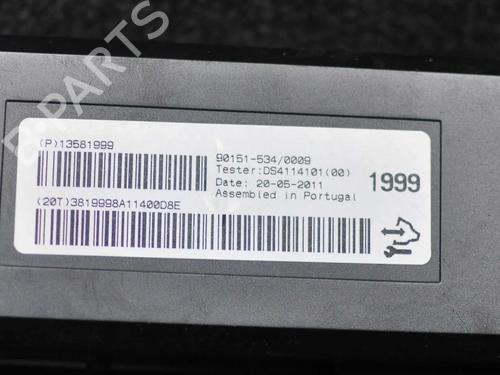 B-PARTS
(P)13581999
90151-534/0009
Tester:DS4114101(00)
Date: 20-05-2011
Assembled in Portugal
1999
(20T)3819998A11400D8E